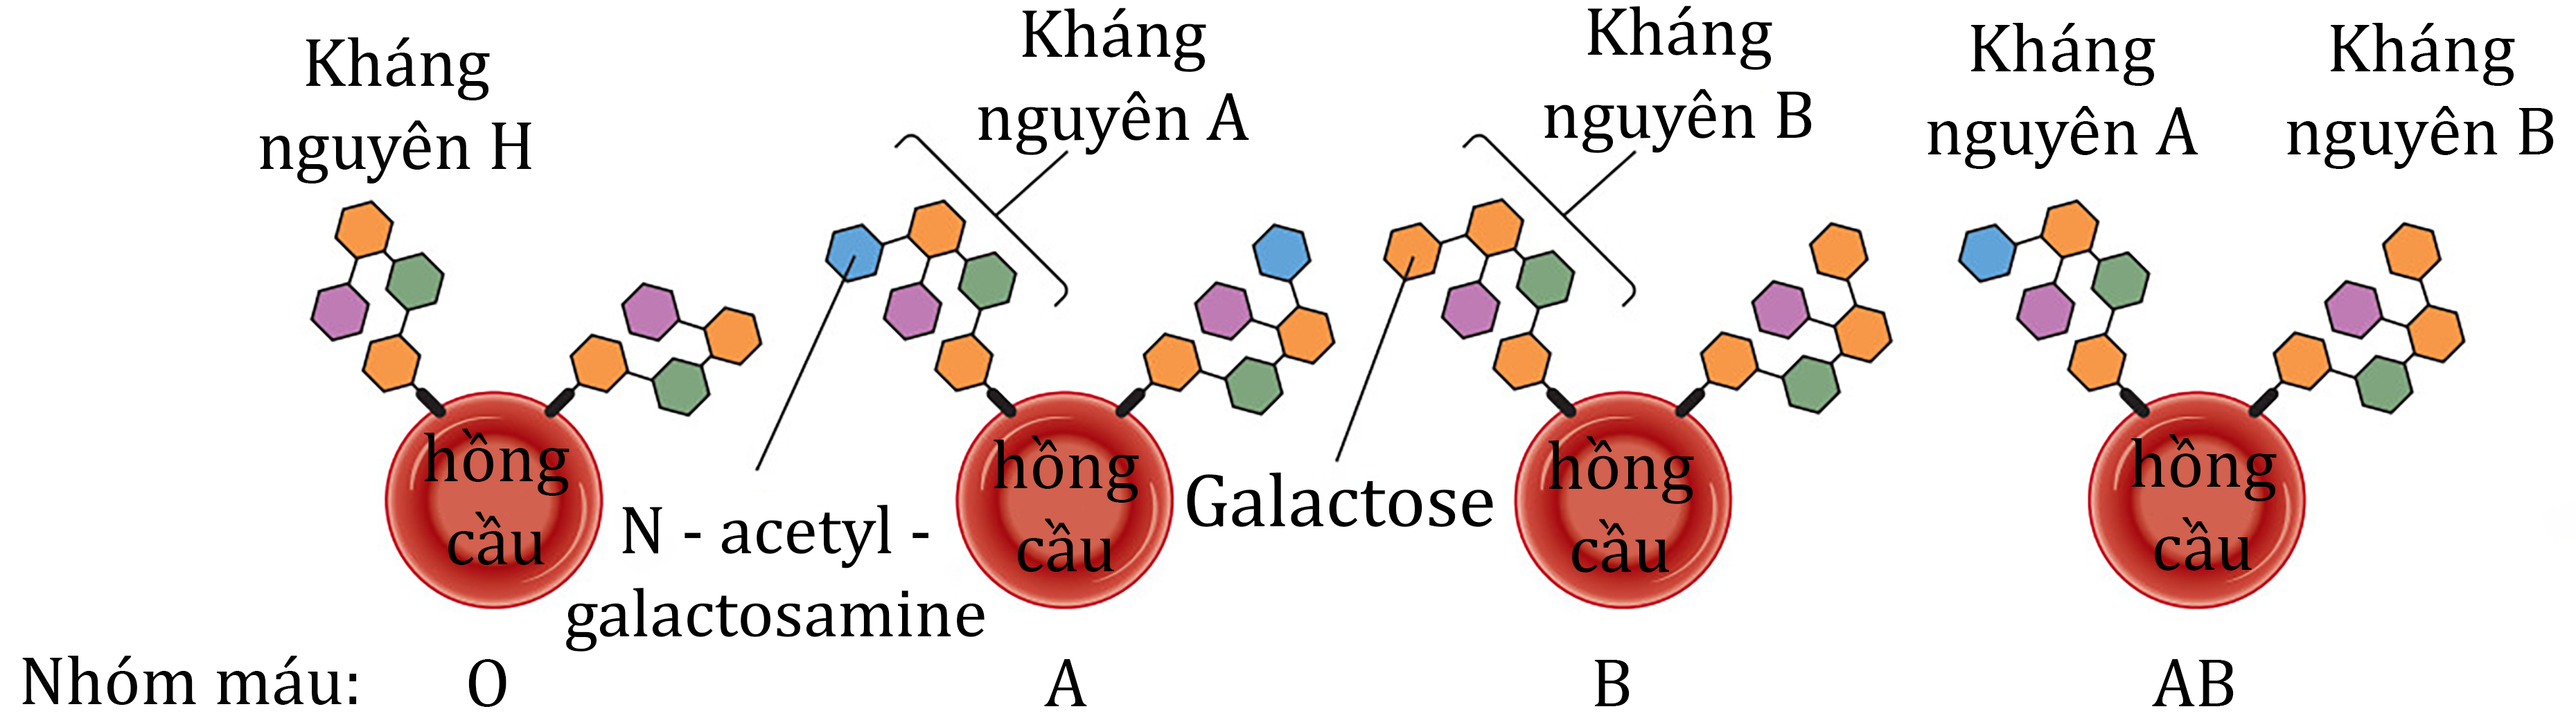 Kháng
nguyên H
Kháng
nguyên A
Kháng
nguyên B
Kháng
nguyên A
Kháng
nguyên B
hồng
cầu
N - acetyl -
galactosamine
hồng
cầu
Galactose
hồng
cầu
hồng
cầu
Nhóm máu: O A B AB